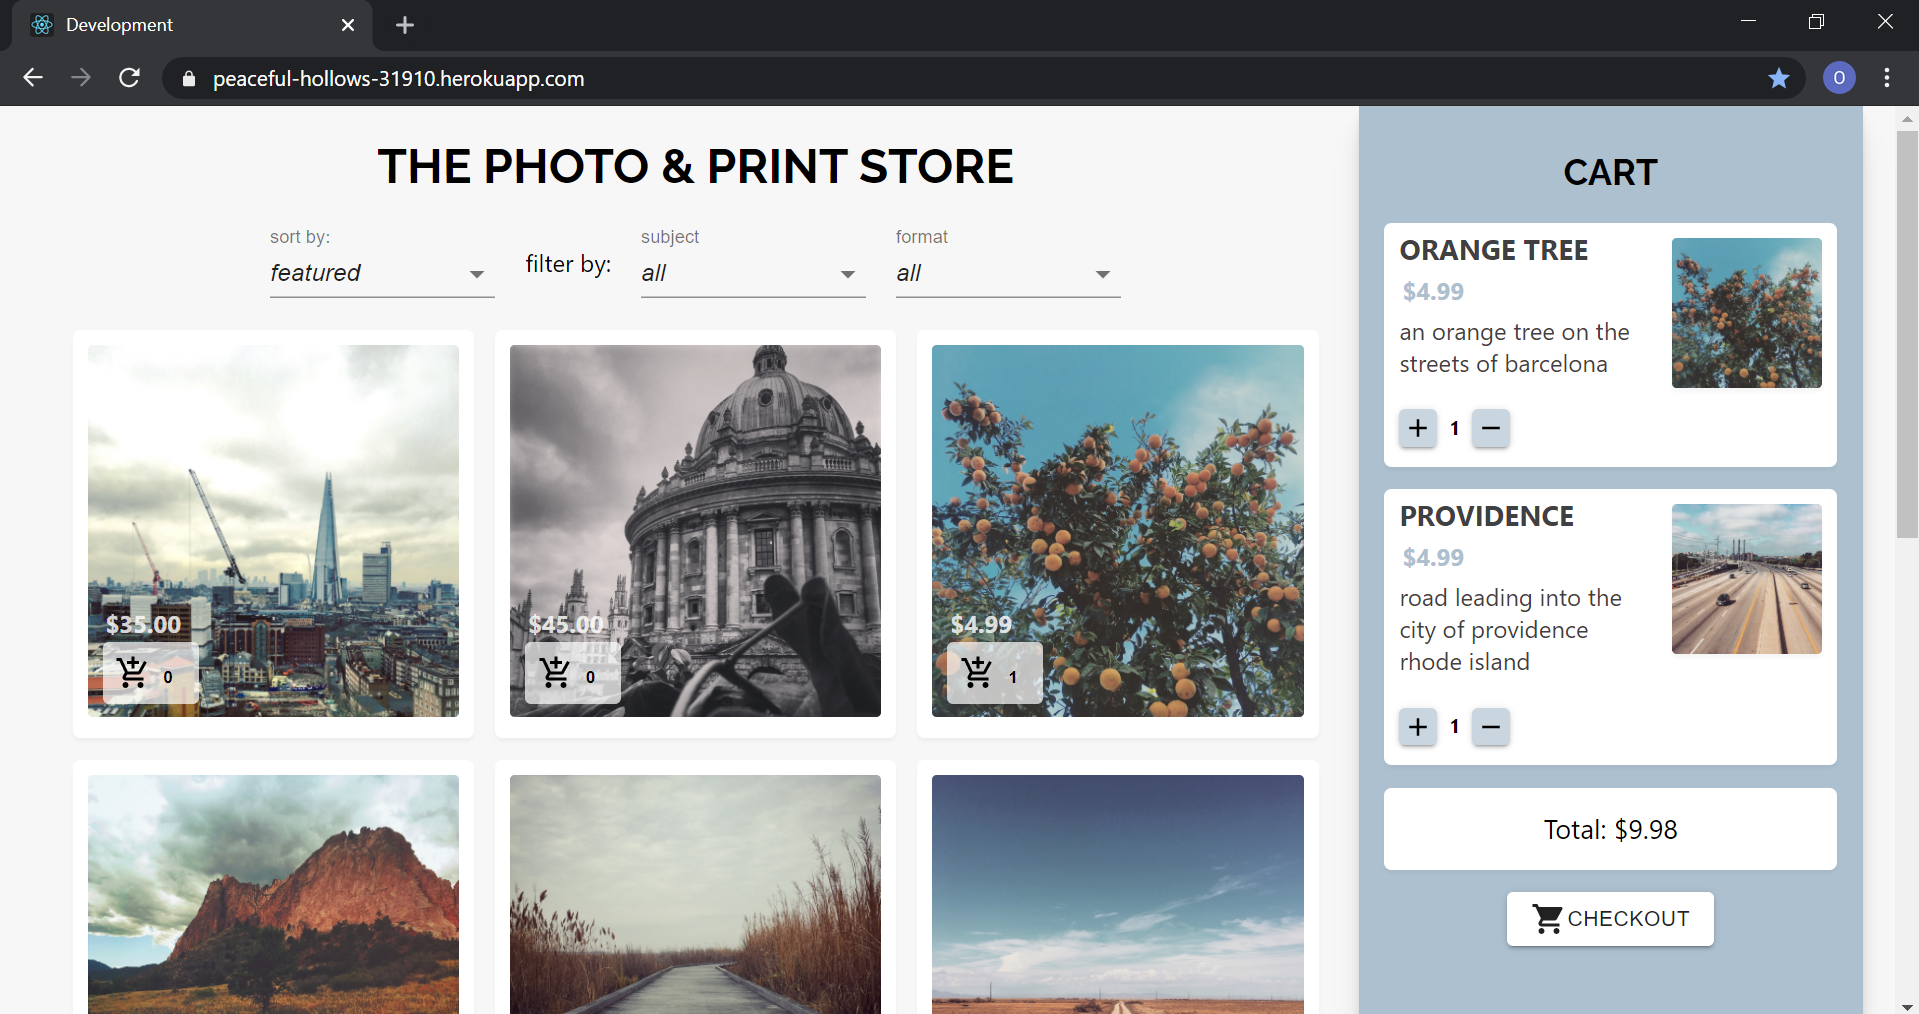 Development
peaceful-hollows-31910.herokuapp.com
O
THE PHOTO & PRINT STORE
sort by:
featured
filter by:
subject
all
format
all
$35.00
0
$45.00
0
$4.99
1
CART
ORANGE TREE
$4.99
an orange tree on the
streets of barcelona
1
PROVIDENCE
$4.99
road leading into the
city of providence
rhode island
1
Total: $9.98
CHECKOUT